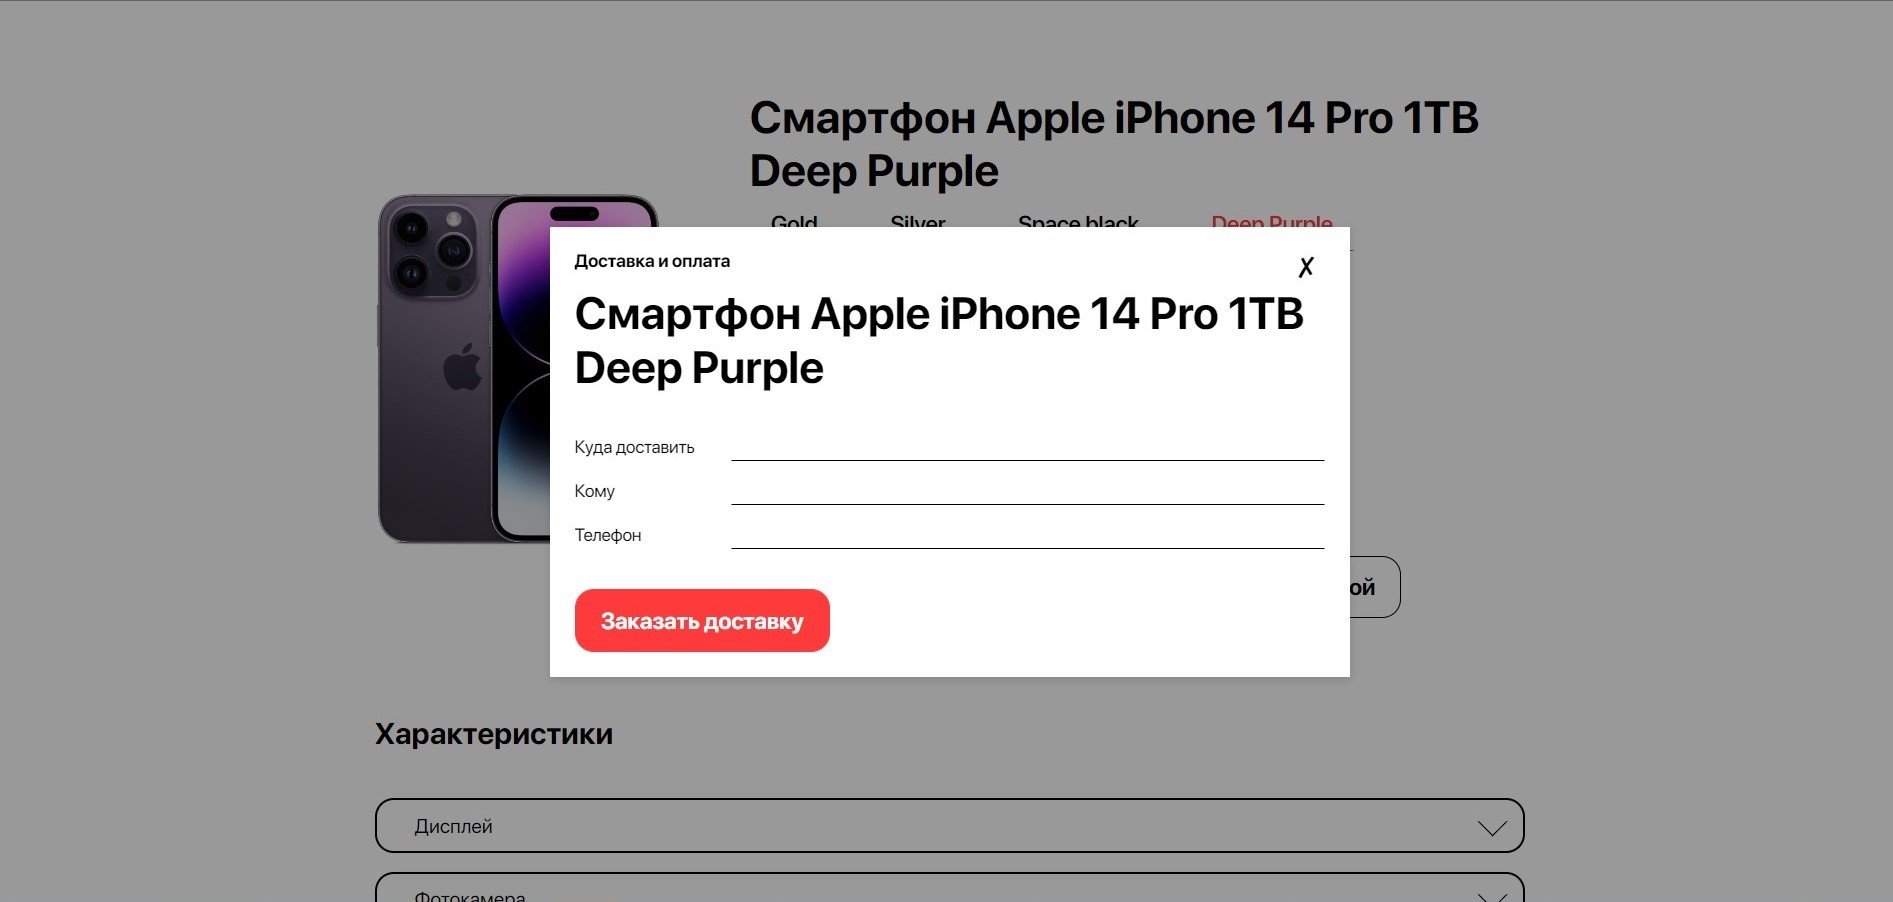 Смартфон Apple iPhone 14 Pro 1TB
Deep Purple
Gold Silver Space black Deep Purple
Доставка и оплата
✗
Смартфон Apple iPhone 14 Pro 1TB
Deep Purple
Куда доставить
Кому
Телефон
ой
Заказать доставку
Характеристики
Дисплей
Фотокамера